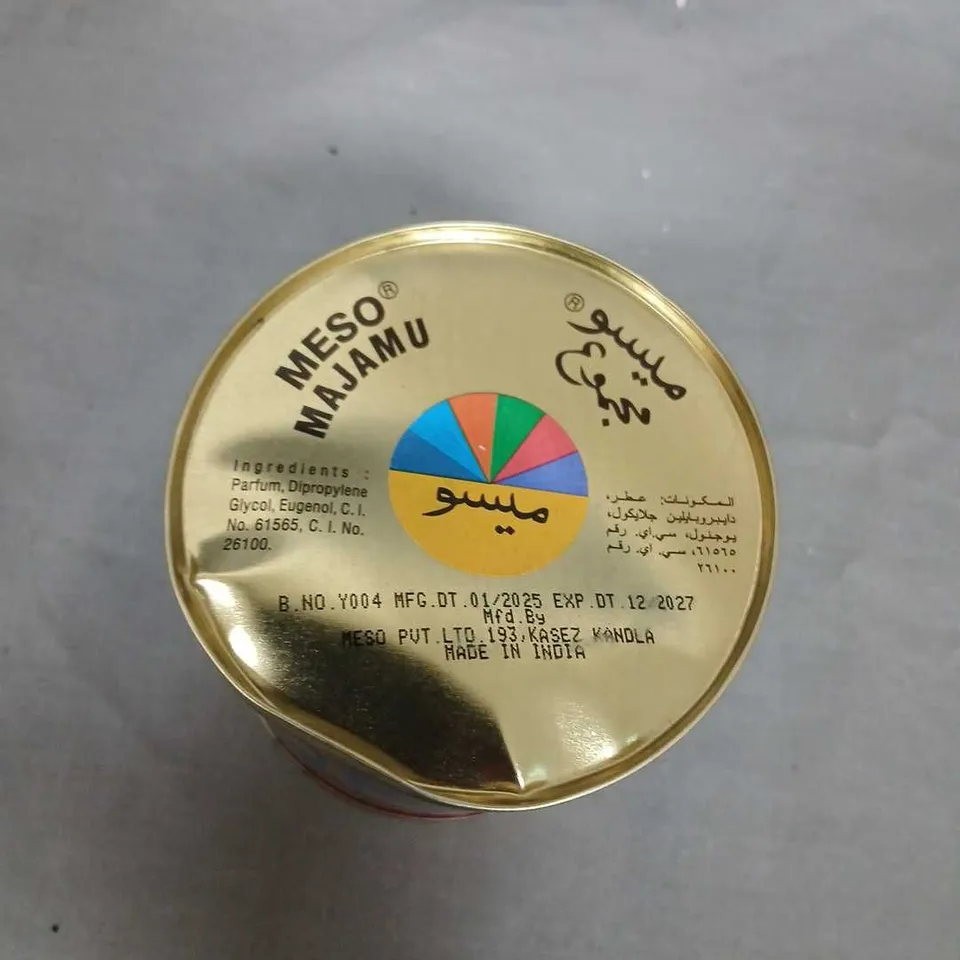 MESO®
MAJAMU
ميسو®
مجموع
Ingredients :
Parfum, Dipropylene
Glycol, Eugenol, C. I.
No. 61565, C. I. No.
26100.
ميسو
المكونات: عطر،
دايبروبايلين جلايكول،
يوجنول، سي.اي. رقم
٦١٥٦٥، سي. اي. رقم
٢٦١٠٠
B.NO.Y004 MFG.DT.01/2025 EXP.DT.12 2027
Mfd.By
MESO PVT.LTD.193,KASEZ KANDLA
MADE IN INDIA